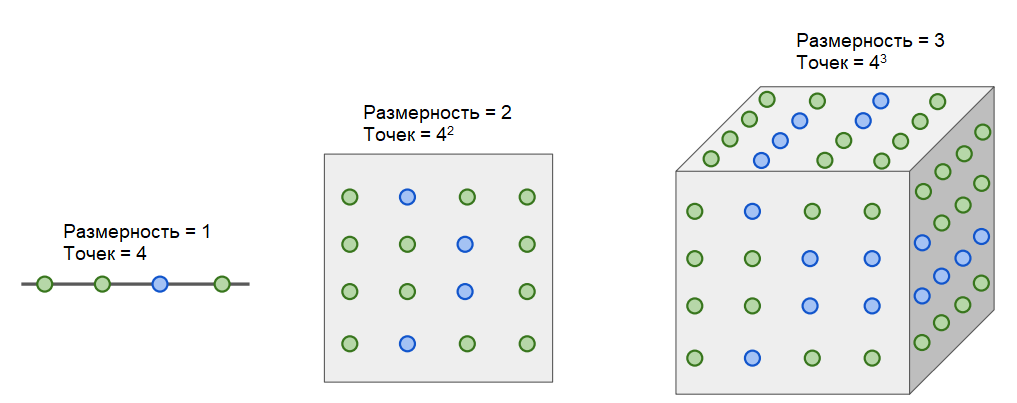 Размерность = 1
Точек = 4
Размерность = 2
Точек = 4²
Размерность = 3
Точек = 4³